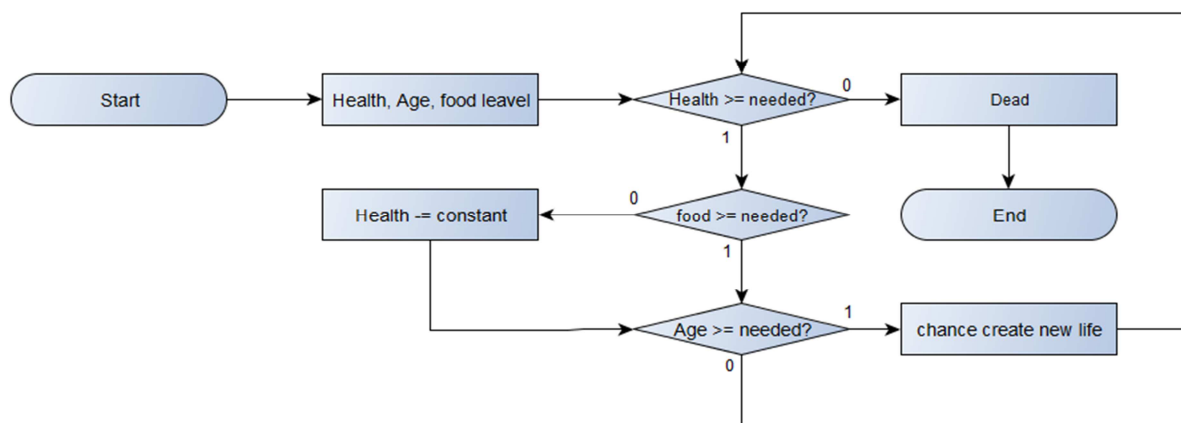 Start
Health, Age, food leavel
Health >= needed?
0
Dead
1
Health -= constant
0
food >= needed?
End
1
Age >= needed?
1
chance create new life
0